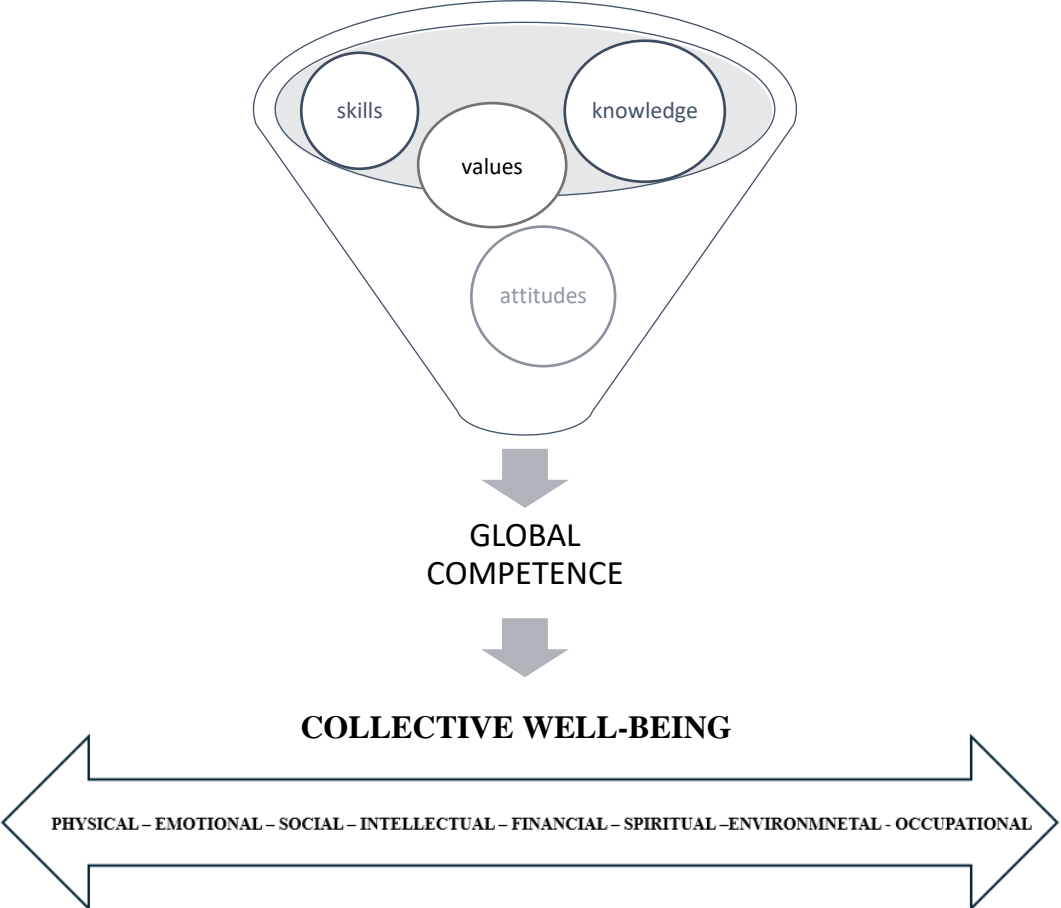 skills
knowledge
values
attitudes
GLOBAL
COMPETENCE
COLLECTIVE WELL-BEING
PHYSICAL – EMOTIONAL – SOCIAL – INTELLECTUAL – FINANCIAL – SPIRITUAL –ENVIRONMNETAL - OCCUPATIONAL